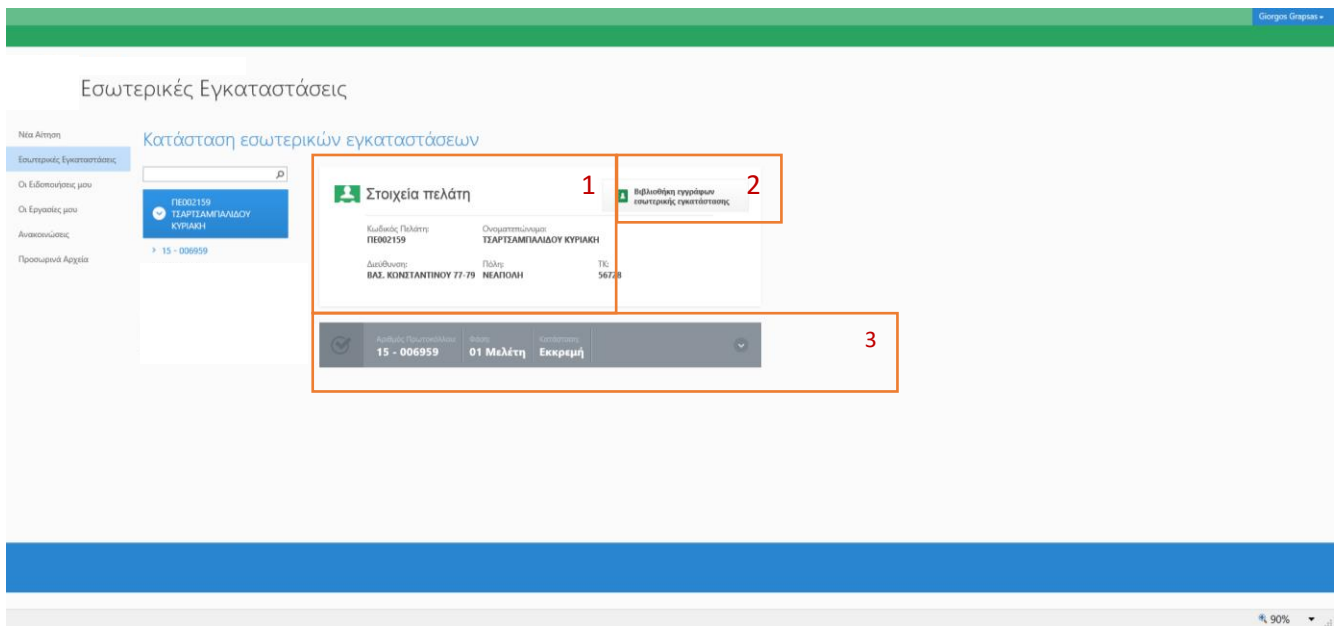 Giorgos Grapsas
Εσωτερικές Εγκαταστάσεις
Νέα Αίτηση
Εσωτερικές Εγκαταστάσεις
Οι Ειδοποιήσεις μου
Οι Εργασίες μου
Ανακοινώσεις
Προσωρινά Αρχεία
Κατάσταση εσωτερικών εγκαταστάσεων
ΠΕ002159
ΤΣΑΡΤΣΑΜΠΑΛΙΔΟΥ
ΚΥΡΙΑΚΗ
15 - 006959
Στοιχεία πελάτη
1
Βιβλιοθήκη εγγράφων
εσωτερικής εγκατάστασης
2
Κωδικός Πελάτη: Ονοματεπώνυμο:
ΠΕ002159 ΤΣΑΡΤΣΑΜΠΑΛΙΔΟΥ ΚΥΡΙΑΚΗ
Διεύθυνση: Πόλη: ΤΚ:
ΒΑΣ. ΚΩΝΣΤΑΝΤΙΝΟΥ 77-79 ΝΕΑΠΟΛΗ 56728
Αριθμός Πρωτοκόλλου: Φάση: Κατάσταση:
15 - 006959 01 Μελέτη Εκκρεμή
3
90%